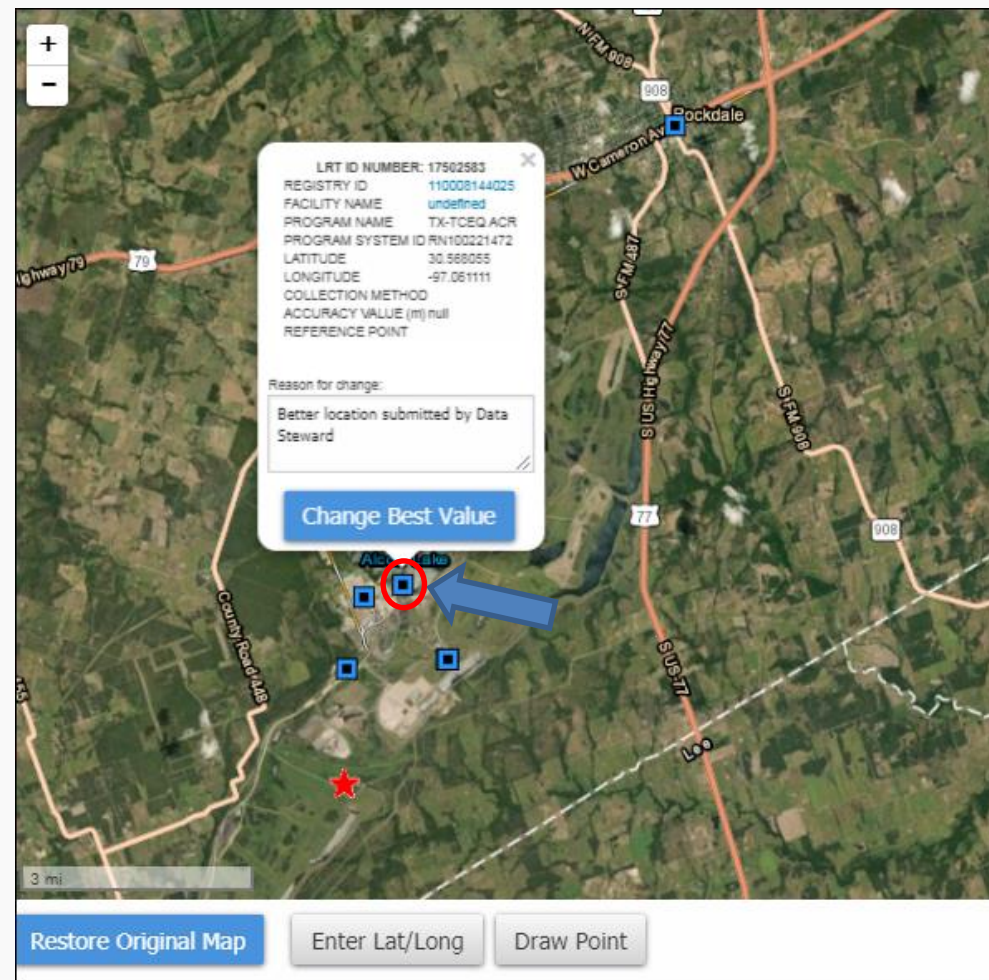 +
-
N FM 908
908
Rockdale
W Cameron Av
LRT ID NUMBER: 17502583
×
REGISTRY ID 110008144025
FACILITY NAME undefined
PROGRAM NAME TX-TCEQ ACR
PROGRAM SYSTEM ID RN100221472
LATITUDE 30.568055
LONGITUDE -97.061111
COLLECTION METHOD
ACCURACY VALUE (m) null
REFERENCE POINT
Reason for change:
Better location submitted by Data
Steward
Change Best Value
79
S FM 487
S US Highway 77
S FM 908
77
908
County Road 448
S US-77
Lee
3 mi
Restore Original Map
Enter Lat/Long
Draw Point